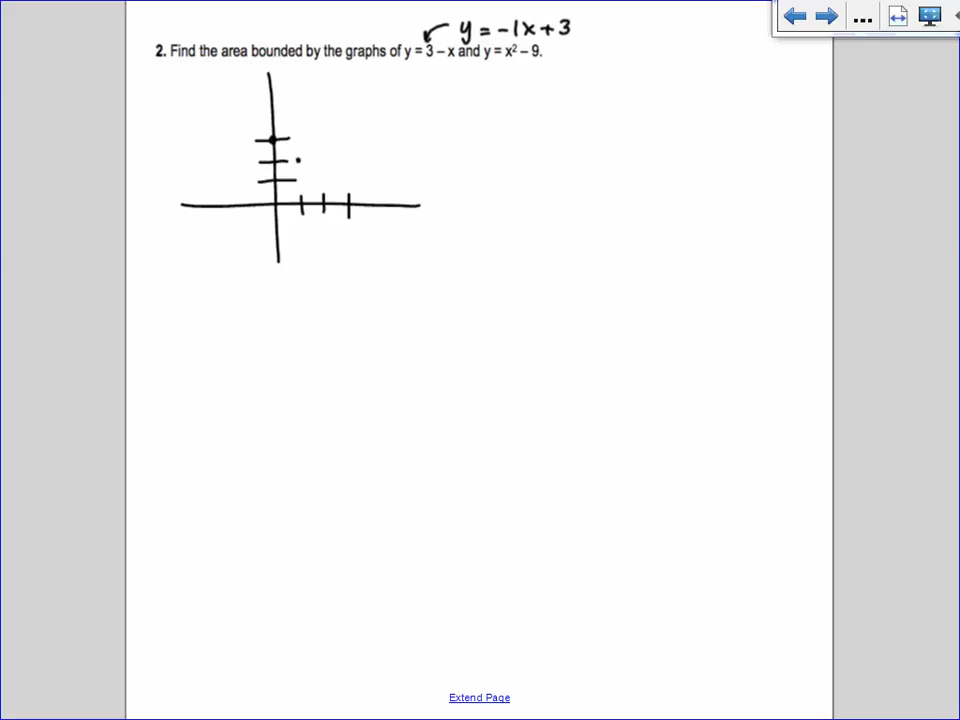 y = -1x + 3
2. Find the area bounded by the graphs of y = 3 – x and y = x² – 9.
...
Extend Page